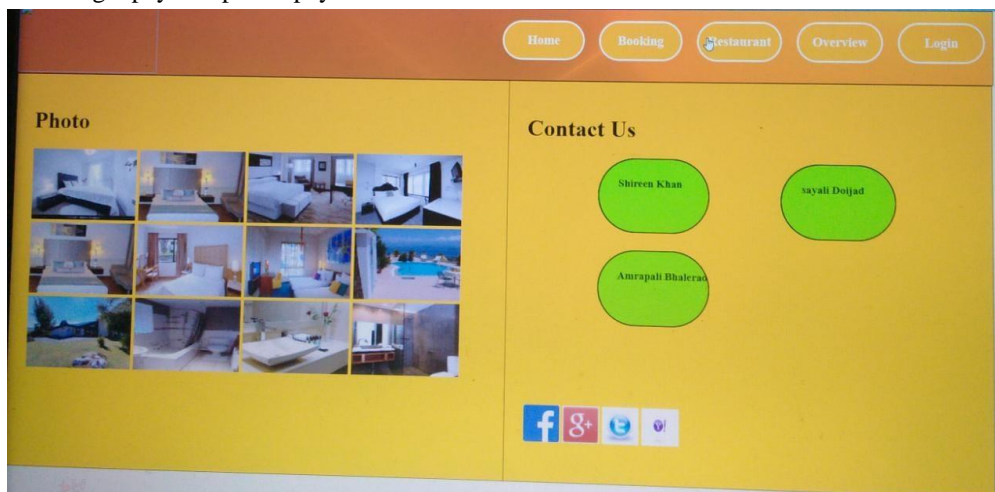 Home
Booking
Restaurant
Overview
Login
Photo
Contact Us
Shireen Khan
sayali Doijad
Amrapali Bhalerao
f
g+
t
Y!